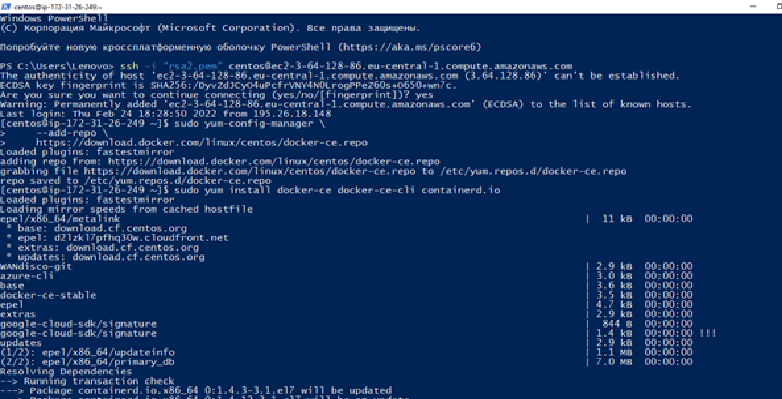 centos@ip-172-31-26-249:~
Windows PowerShell
(C) Корпорация Майкрософт (Microsoft Corporation). Все права защищены.
Попробуйте новую кроссплатформенную оболочку PowerShell (https://aka.ms/pscore6)
PS C:\Users\Lenovo> ssh -i "rsa2.pem" centos@ec2-3-64-128-86.eu-central-1.compute.amazonaws.com
The authenticity of host 'ec2-3-64-128-86.eu-central-1.compute.amazonaws.com (3.64.128.86)' can't be established.
ECDSA key fingerprint is
Are you sure you want to continue connecting (yes/no/[fingerprint])? yes
Warning: Permanently added 'ec2-3-64-128-86.eu-central-1.compute.amazonaws.com' (ECDSA) to the list of known hosts.
Last login: Thu Feb 24 18:28:50 2022 from 195.26.18.148
[centos@ip-172-31-26-249 ~]$ sudo yum-config-manager \
> --add-repo \
> https://download.docker.com/linux/centos/docker-ce.repo
Loaded plugins: fastestmirror
adding repo from: https://download.docker.com/linux/centos/docker-ce.repo
grabbing file https://download.docker.com/linux/centos/docker-ce.repo to /etc/yum.repos.d/docker-ce.repo
repo saved to /etc/yum.repos.d/docker-ce.repo
[centos@ip-172-31-26-249 ~]$ sudo yum install docker-ce docker-ce-cli containerd.io
Loaded plugins: fastestmirror
Loading mirror speeds from cached hostfile
epel/x86_64/metalink | 11 kB 00:00:00
* base: download.cf.centos.org
* epel: d2lzkl7pfhq30w.cloudfront.net
* extras: download.cf.centos.org
* updates: download.cf.centos.org
WANdisco-git | 2.9 kB 00:00:00
azure-cli | 3.0 kB 00:00:00
base | 3.6 kB 00:00:00
docker-ce-stable | 3.5 kB 00:00:00
epel | 4.7 kB 00:00:00
extras | 2.9 kB 00:00:00
google-cloud-sdk/signature | 844 B 00:00:00
google-cloud-sdk/signature | 1.4 kB 00:00:00 !!!
updates | 2.9 kB 00:00:00
(1/2): epel/x86_64/updateinfo | 1.1 MB 00:00:00
(2/2): epel/x86_64/primary_db | 7.0 MB 00:00:00
Resolving Dependencies
--> Running transaction check
---> Package containerd.io.x86_64 0:1.4.3-3.1.el7 will be updated